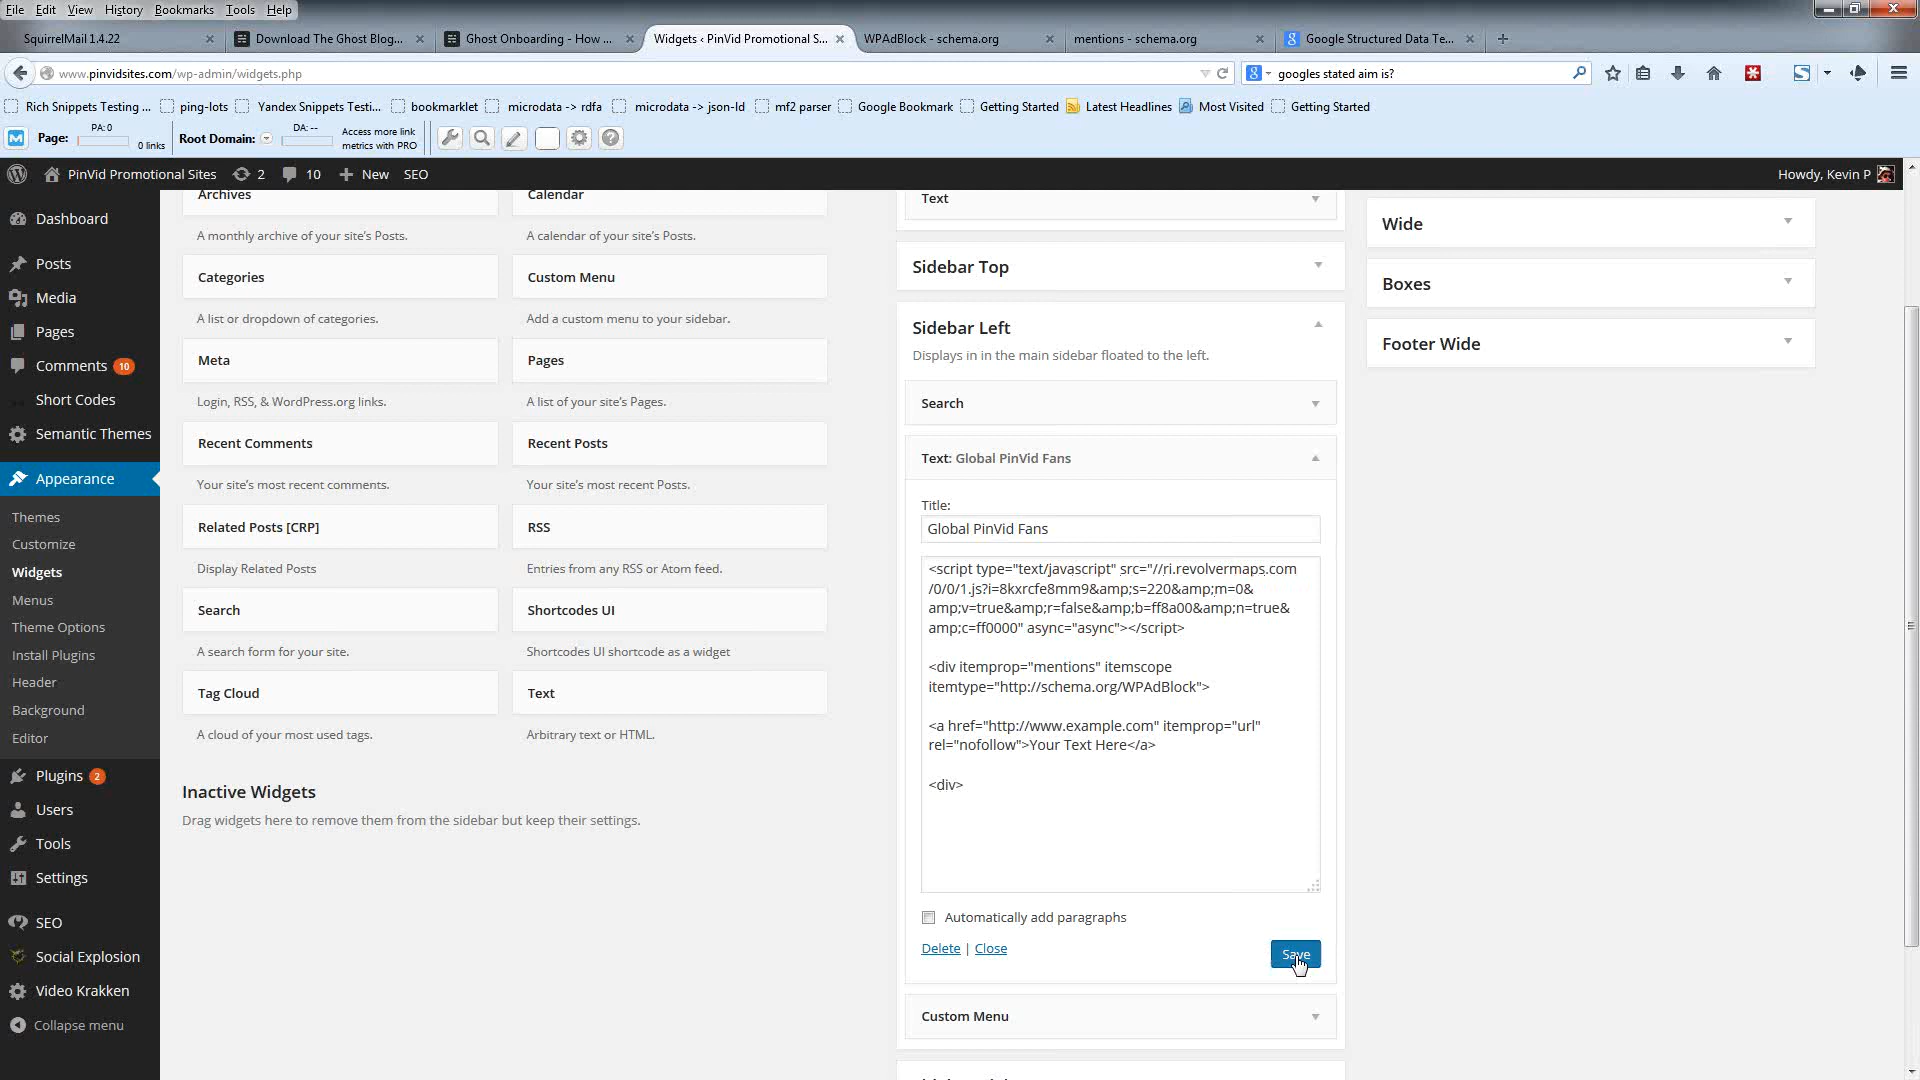 File Edit View History Bookmarks Tools Help
SquirrelMail 1.4.22
Download The Ghost Blog...
Ghost Onboarding - How ...
Widgets ‹ PinVid Promotional S...
WPAdBlock - schema.org
mentions - schema.org
Google Structured Data Te...
www.pinvidsites.com/wp-admin/widgets.php
googles stated aim is?
Rich Snippets Testing ... ping-lots Yandex Snippets Testi... bookmarklet microdata -> rdfa microdata -> json-ld mf2 parser Google Bookmark Getting Started Latest Headlines Most Visited Getting Started
Page:
PA: 0
0 links
Root Domain:
DA: --
Access more link
metrics with PRO
PinVid Promotional Sites 2 10 New SEO
Howdy, Kevin P
Dashboard
Posts
Media
Pages
Comments 10
Short Codes
Semantic Themes
Appearance
Themes
Customize
Widgets
Menus
Theme Options
Install Plugins
Header
Background
Editor
Plugins 2
Users
Tools
Settings
SEO
Social Explosion
Video Krakken
Collapse menu
Archives
A monthly archive of your site's Posts.
Calendar
A calendar of your site's Posts.
Categories
A list or dropdown of categories.
Custom Menu
Add a custom menu to your sidebar.
Meta
Login, RSS, & WordPress.org links.
Pages
A list of your site's Pages.
Recent Comments
Your site's most recent comments.
Recent Posts
Your site's most recent Posts.
Related Posts [CRP]
Display Related Posts
RSS
Entries from any RSS or Atom feed.
Search
A search form for your site.
Shortcodes UI
Shortcodes UI shortcode as a widget
Tag Cloud
A cloud of your most used tags.
Text
Arbitrary text or HTML.
Inactive Widgets
Drag widgets here to remove them from the sidebar but keep their settings.
Text
Sidebar Top
Sidebar Left
Displays in in the main sidebar floated to the left.
Search
Text: Global PinVid Fans
Title:
Global PinVid Fans
<script type="text/javascript" src="//ri.revolvermaps.com
/0/0/1.js?i=8kxrcfe8mm9&amp;s=220&amp;m=0&
amp;v=true&amp;r=false&amp;b=ff8a00&amp;n=true&
amp;c=ff0000" async="async"></script>
<div itemprop="mentions" itemscope
itemtype="http://schema.org/WPAdBlock">
<a href="http://www.example.com" itemprop="url"
rel="nofollow">Your Text Here</a>
<div>
Automatically add paragraphs
Delete | Close
Save
Custom Menu
Wide
Boxes
Footer Wide